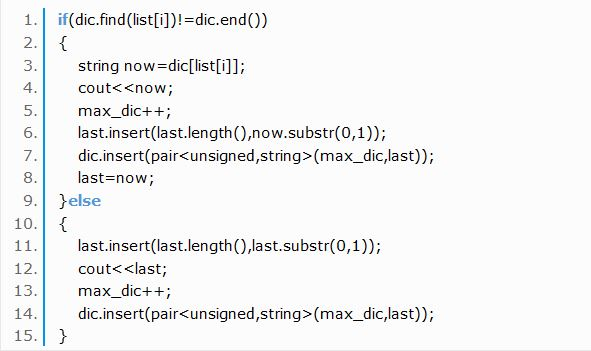 1. if(dic.find(list[i])!=dic.end())
2. {
3. string now=dic[list[i]];
4. cout<<now;
5. max_dic++;
6. last.insert(last.length(),now.substr(0,1));
7. dic.insert(pair<unsigned,string>(max_dic,last));
8. last=now;
9. }else
10. {
11. last.insert(last.length(),last.substr(0,1));
12. cout<<last;
13. max_dic++;
14. dic.insert(pair<unsigned,string>(max_dic,last));
15. }